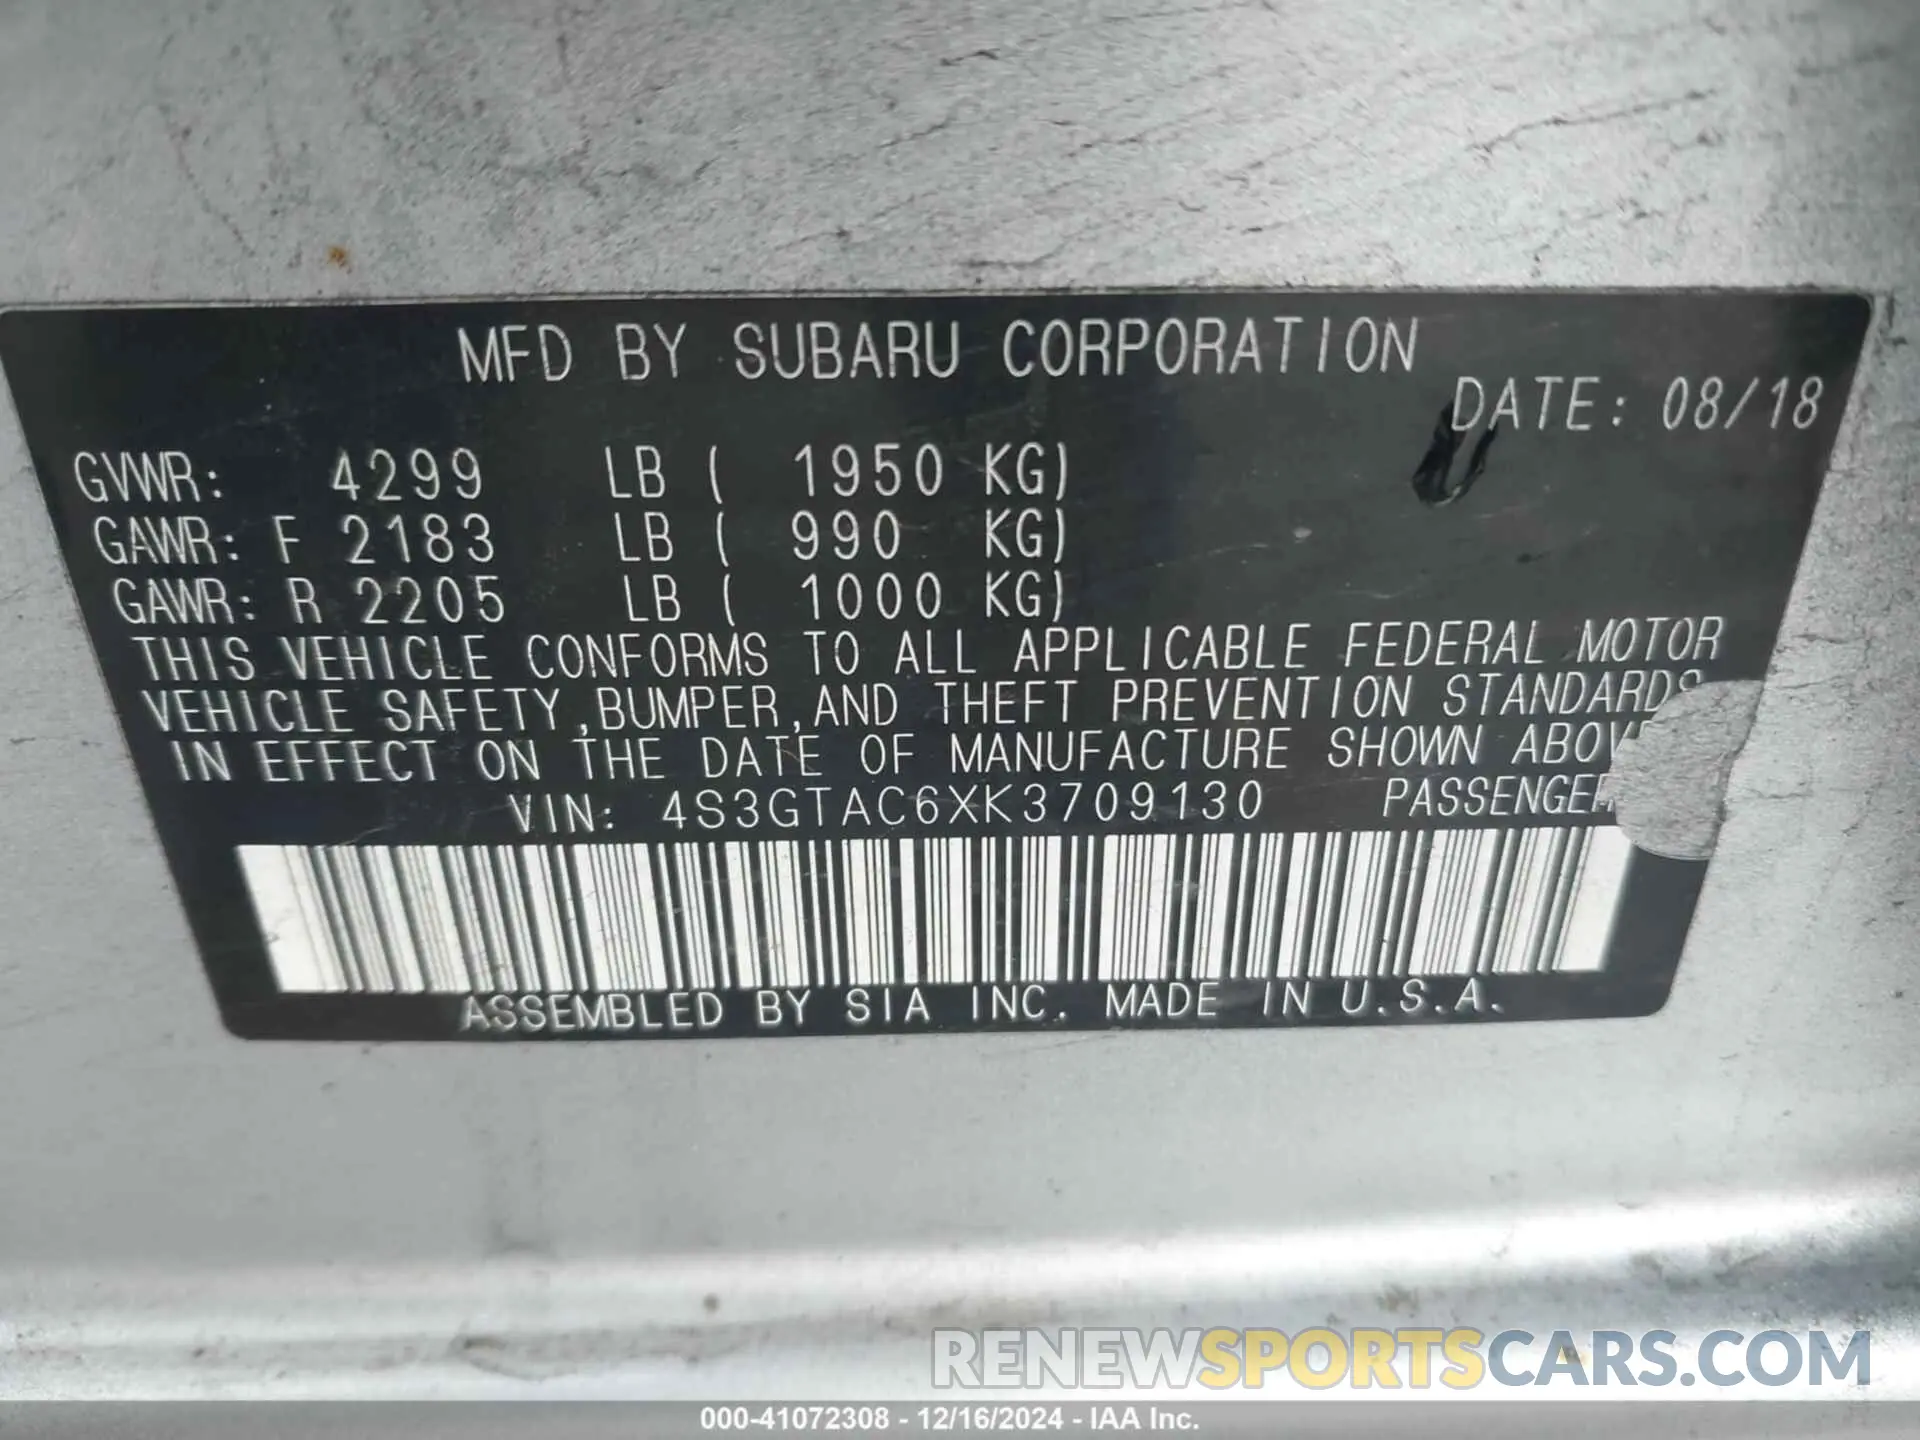 MFD BY SUBARU CORPORATION
DATE: 08/18
GVWR: 4299 LB ( 1950 KG)
GAWR: F 2183 LB ( 990 KG)
GAWR: R 2205 LB ( 1000 KG)
THIS VEHICLE CONFORMS TO ALL APPLICABLE FEDERAL MOTOR
VEHICLE SAFETY,BUMPER,AND THEFT PREVENTION STANDARDS
IN EFFECT ON THE DATE OF MANUFACTURE SHOWN ABOVE
VIN: 4S3GTAC6XK3709130 PASSENGER
ASSEMBLED BY SIA INC. MADE IN U.S.A.
RENEWSPORTSCARS.COM
000-41072308 - 12/16/2024 - IAA Inc.